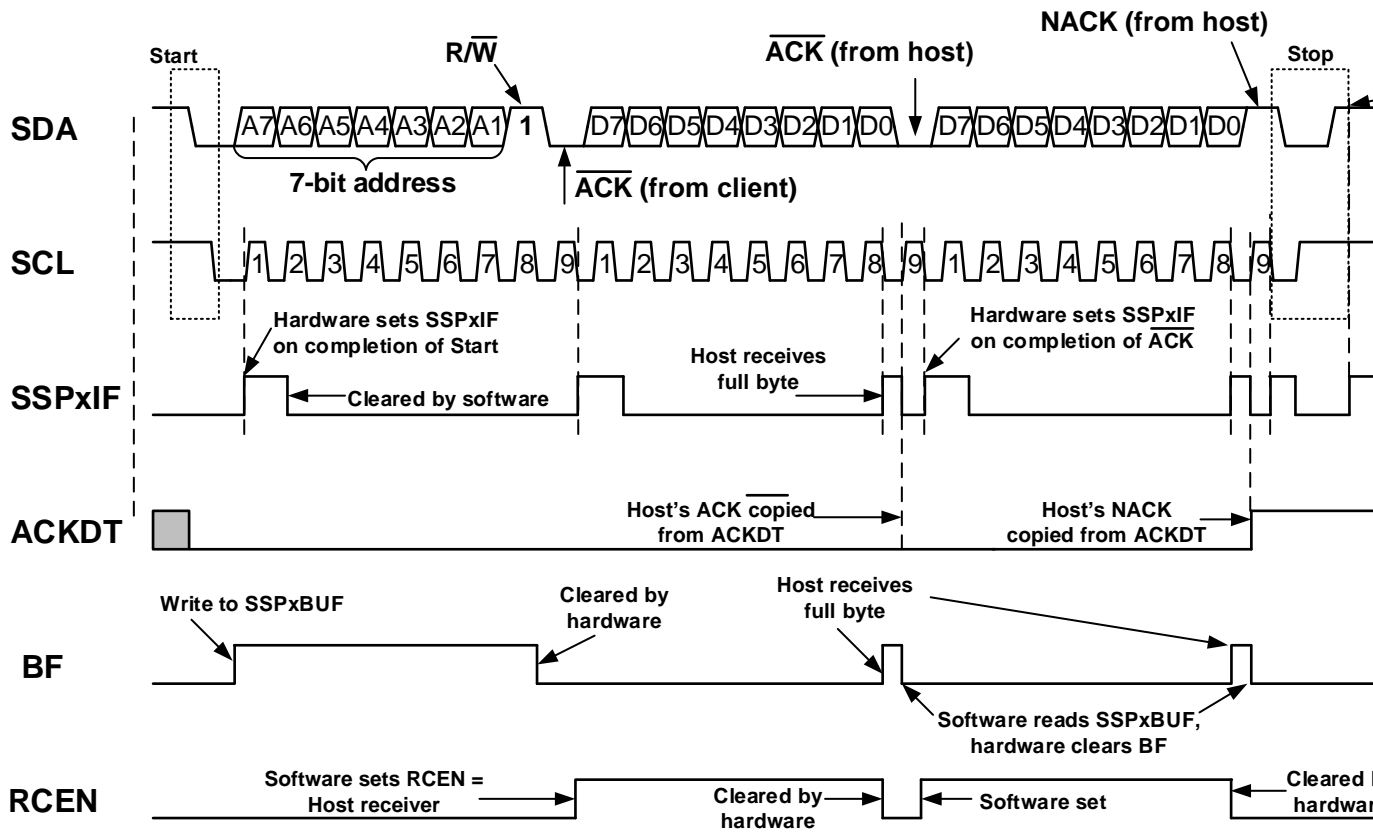 NACK (from host)
Start
R/W
ACK (from host)
Stop
SDA
A7 A6 A5 A4 A3 A2 A1 1 D7 D6 D5 D4 D3 D2 D1 D0 D7 D6 D5 D4 D3 D2 D1 D0
7-bit address
ACK (from client)
SCL
1 2 3 4 5 6 7 8 9 1 2 3 4 5 6 7 8 9 1 2 3 4 5 6 7 8 9
Hardware sets SSPxIF
on completion of Start
Host receives
full byte
Hardware sets SSPxIF
on completion of ACK
SSPxIF
Cleared by software
ACKDT
Host's ACK copied
from ACKDT
Host's NACK
copied from ACKDT
Write to SSPxBUF
Cleared by
hardware
Host receives
full byte
BF
Software reads SSPxBUF,
hardware clears BF
RCEN
Software sets RCEN =
Host receiver
Cleared by
hardware
Software set
Cleared